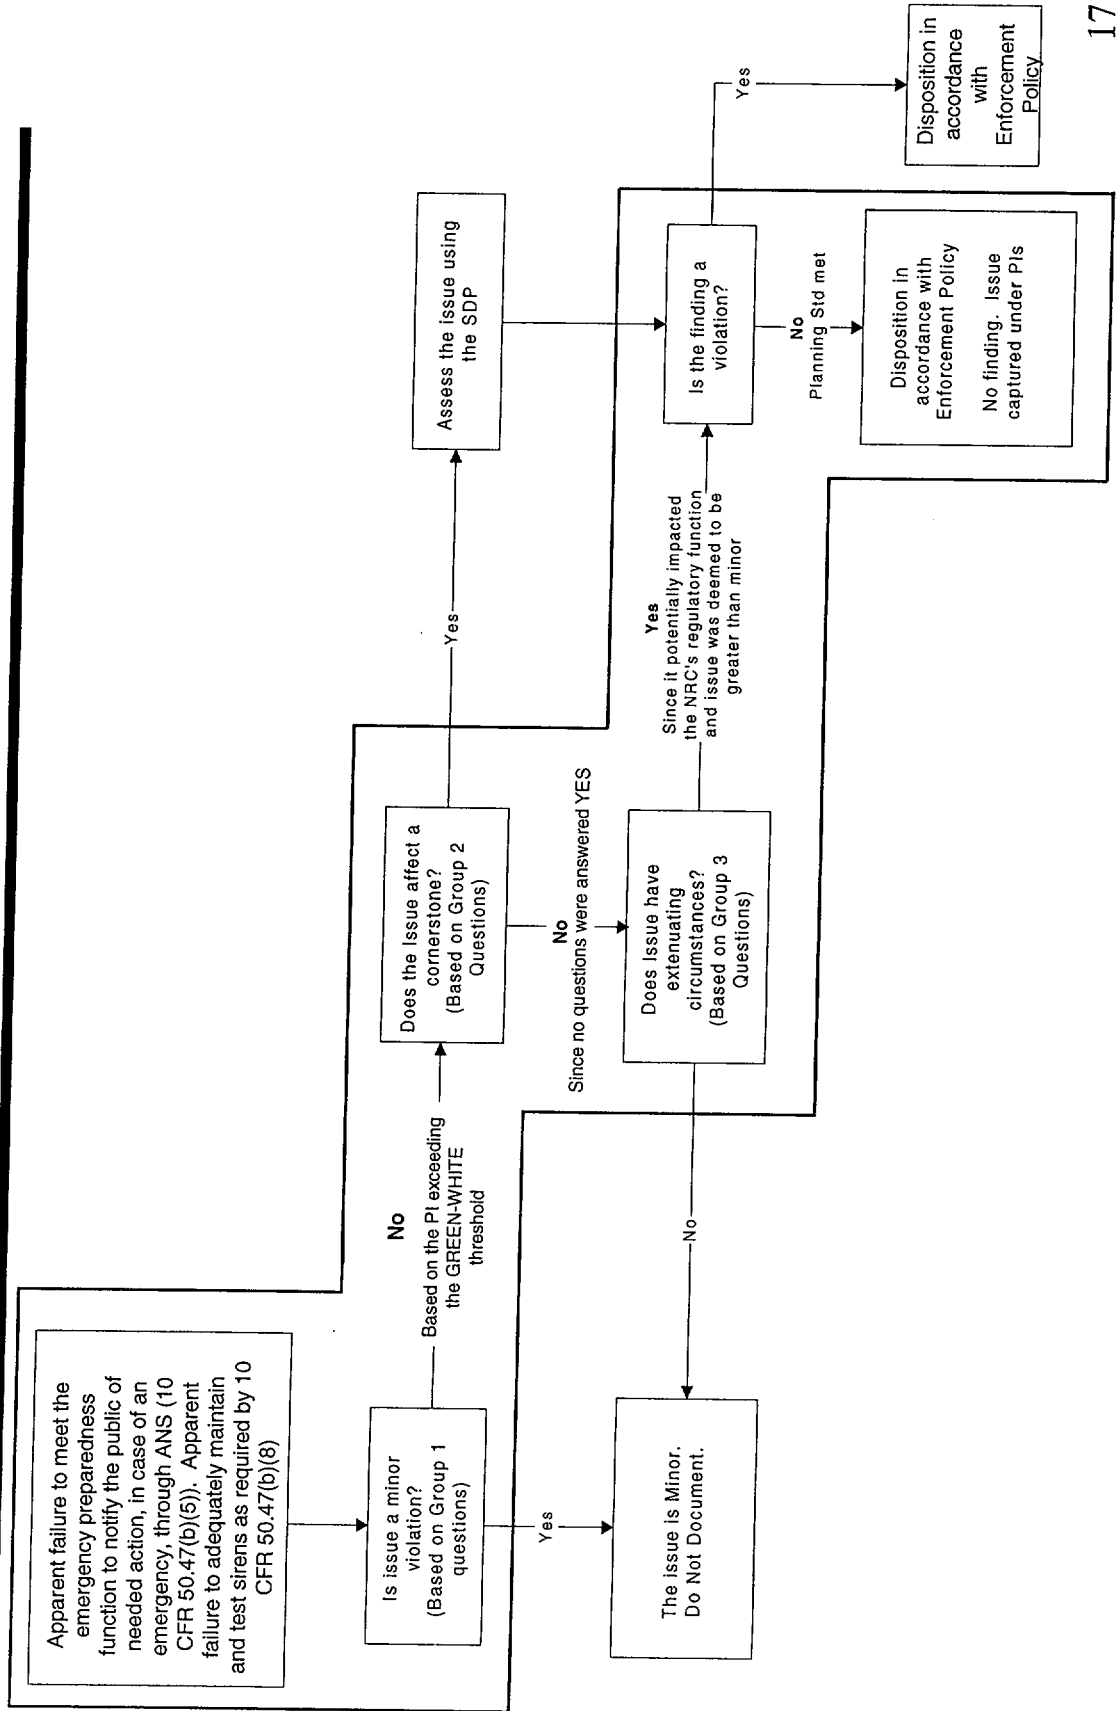 Apparent failure to meet the
emergency preparedness
function to notify the public of
needed action, in case of an
emergency, through ANS (10
CFR 50.47(b)(5)). Apparent
failure to adequately maintain
and test sirens as required by 10
CFR 50.47(b)(8)
Is issue a minor
violation?
(Based on Group 1
questions)
No
Based on the PI exceeding
the GREEN-WHITE
threshold
Yes
The issue is Minor.
Do Not Document.
Does the Issue affect a
cornerstone?
(Based on Group 2
Questions)
Yes
Assess the issue using
the SDP
No
Since no questions were answered YES
Does Issue have
extenuating
circumstances?
(Based on Group 3
Questions)
No
Yes
Since it potentially impacted
the NRC's regulatory function
and issue was deemed to be
greater than minor
Is the finding a
violation?
Yes
Disposition in
accordance
with
Enforcement
Policy
No
Planning Std met
Disposition in
accordance with
Enforcement Policy
No finding. Issue
captured under PIs
17